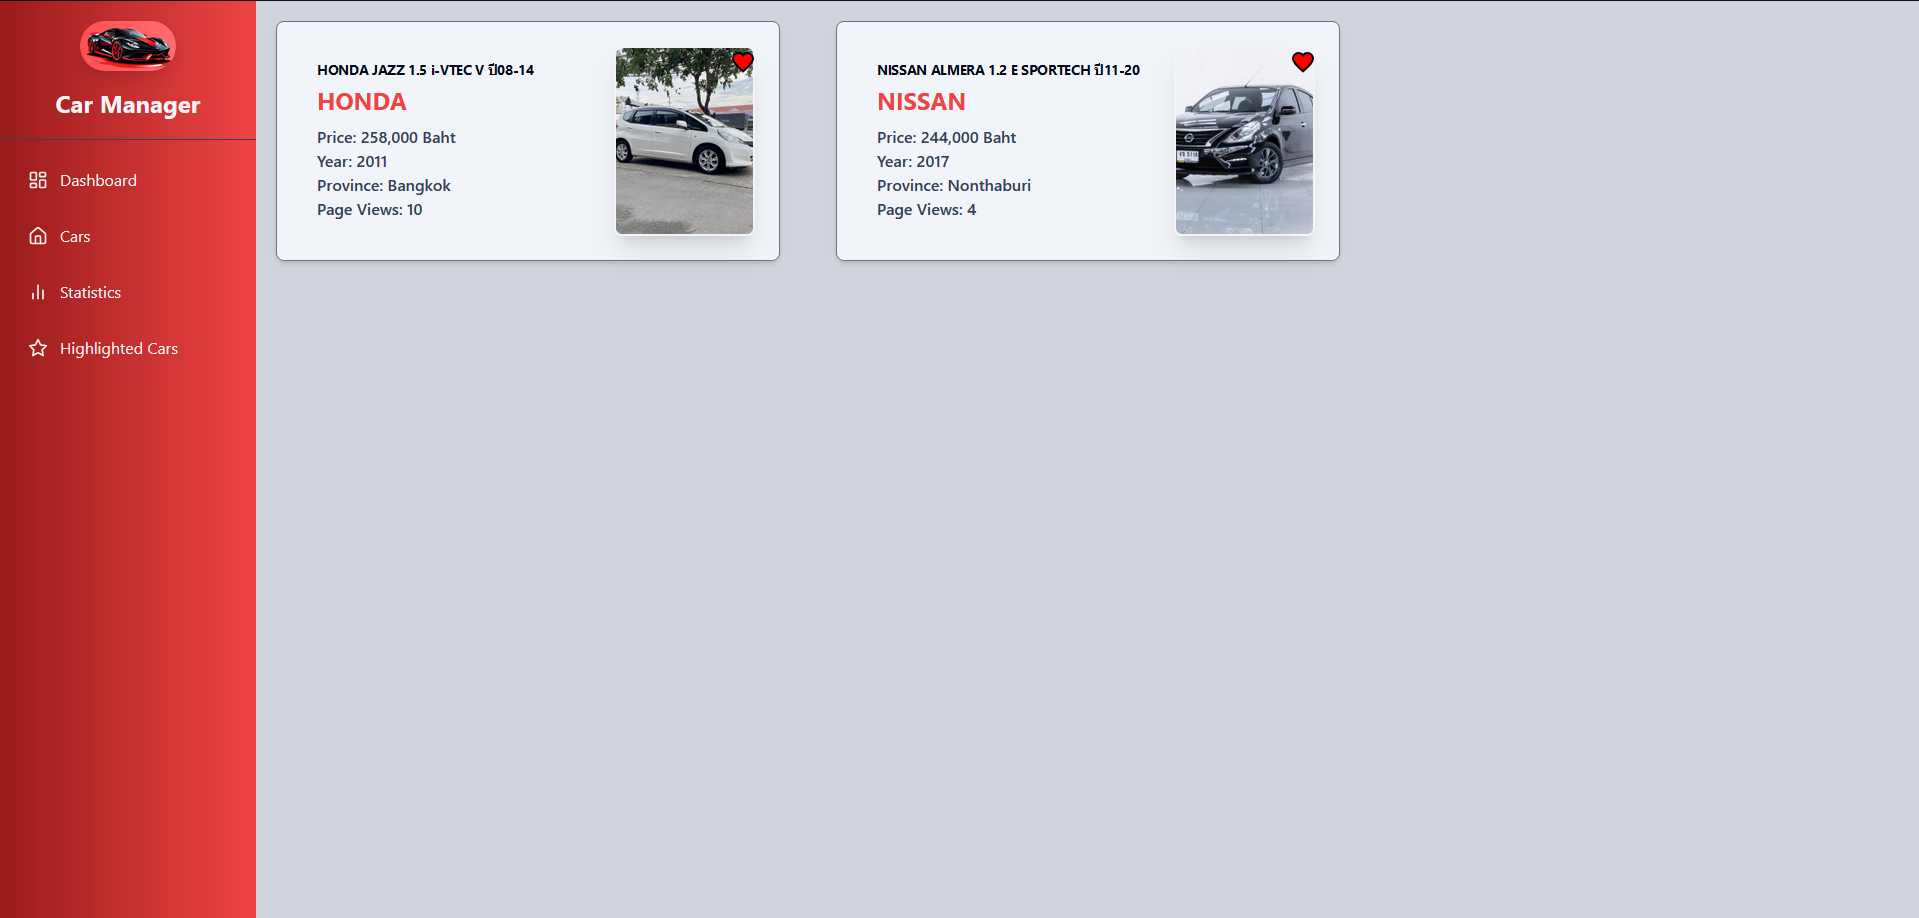 Car Manager
Dashboard
Cars
Statistics
Highlighted Cars
HONDA JAZZ 1.5 i-VTEC V ปี08-14
HONDA
Price: 258,000 Baht
Year: 2011
Province: Bangkok
Page Views: 10
NISSAN ALMERA 1.2 E SPORTECH ปี11-20
NISSAN
Price: 244,000 Baht
Year: 2017
Province: Nonthaburi
Page Views: 4